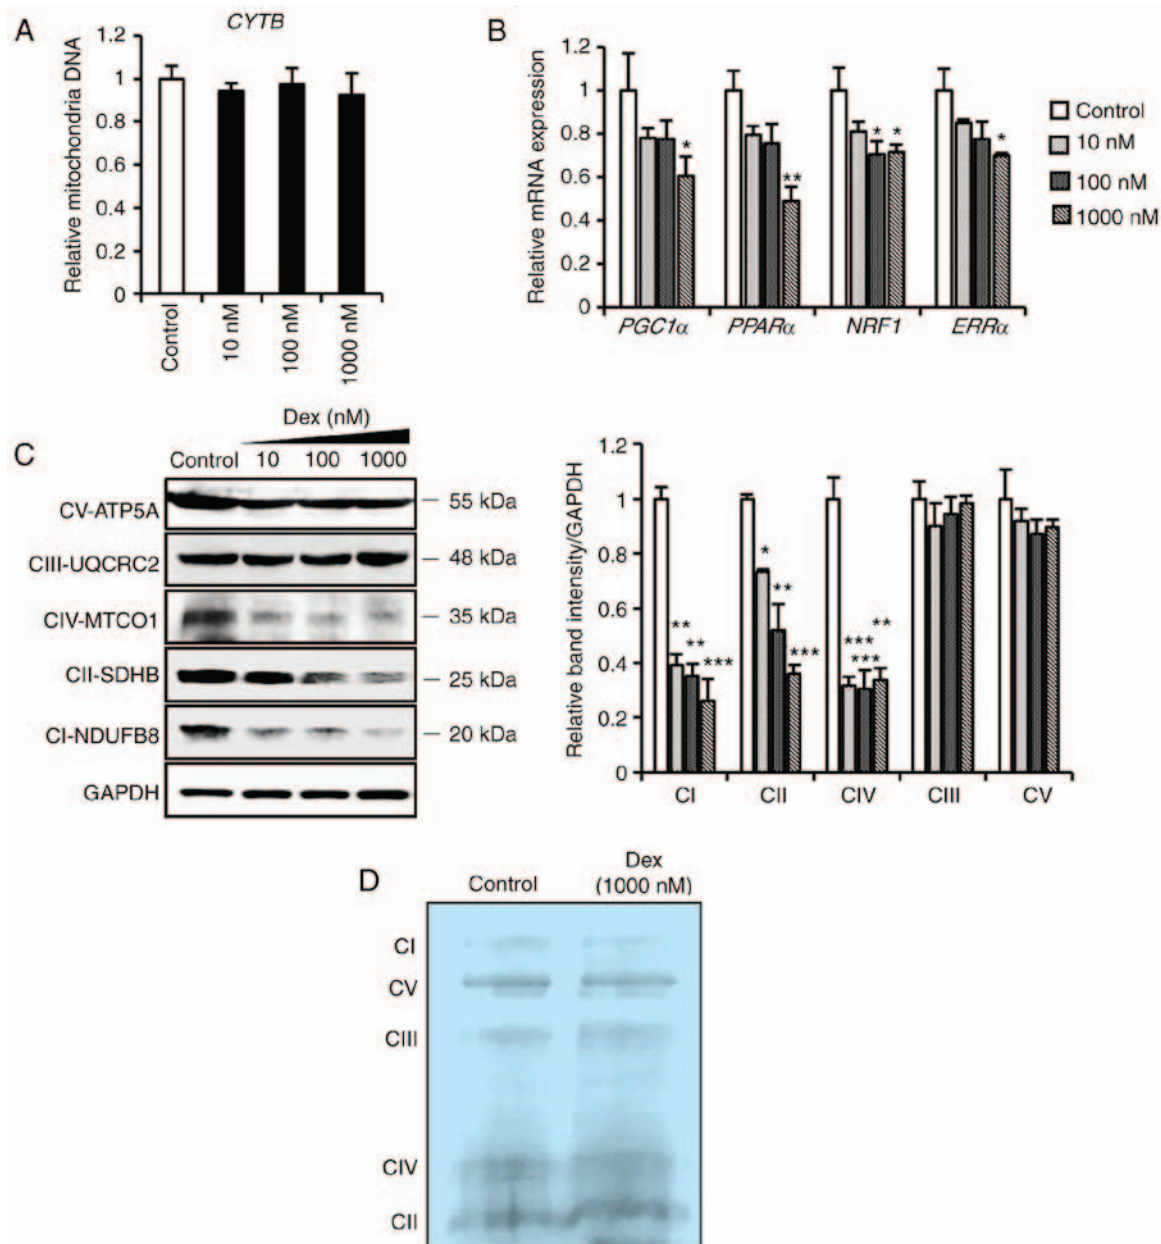 A
CYTB
Relative mitochondria DNA
1.2
1
0.8
0.6
0.4
0.2
0
Control
10 nM
100 nM
1000 nM
B
Relative mRNA expression
1.2
1
0.8
0.6
0.4
0.2
0
*
**
* *
*
PGC1α PPARα NRF1 ERRα
Control
10 nM
100 nM
1000 nM
C
Dex (nM)
Control 10 100 1000
CV-ATP5A 55 kDa
CIII-UQCRC2 48 kDa
CIV-MTCO1 35 kDa
CII-SDHB 25 kDa
CI-NDUFB8 20 kDa
GAPDH
Relative band intensity/GAPDH
1.2
1
0.8
0.6
0.4
0.2
0
**
**
***
*
**
***
***
***
**
CI CII CIV CIII CV
D
Control
Dex
(1000 nM)
CI
CV
CIII
CIV
CII